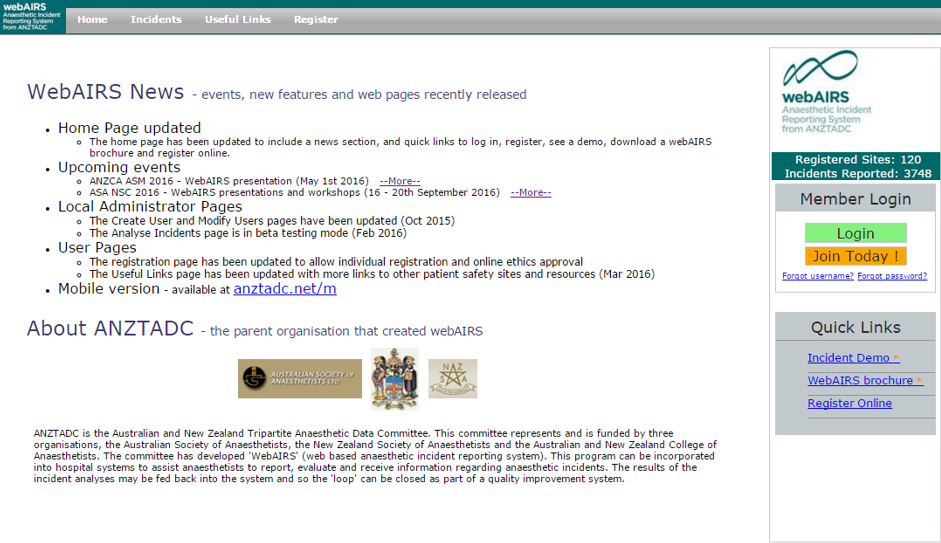 webAIRS
Anaesthetic Incident
Reporting System
from ANZTADC
Home Incidents Useful Links Register
WebAIRS News - events, new features and web pages recently released
Home Page updated
The home page has been updated to include a news section, and quick links to log in, register, see a demo, download a webAIRS
brochure and register online.
Upcoming events
ANZCA ASM 2016 - WebAIRS presentation (May 1st 2016) --More--
ASA NSC 2016 - WebAIRS presentations and workshops (16 - 20th September 2016) --More--
Local Administrator Pages
The Create User and Modify Users pages have been updated (Oct 2015)
The Analyse Incidents page is in beta testing mode (Feb 2016)
User Pages
The registration page has been updated to allow individual registration and online ethics approval
The Useful Links page has been updated with more links to other patient safety sites and resources (Mar 2016)
Mobile version - available at anztadc.net/m
About ANZTADC - the parent organisation that created webAIRS
AUSTRALIAN SOCIETY OF
ANAESTHETISTS LTD
NAZ
SA
ANZTADC is the Australian and New Zealand Tripartite Anaesthetic Data Committee. This committee represents and is funded by three
organisations, the Australian Society of Anaesthetists, the New Zealand Society of Anaesthetists and the Australian and New Zealand College of
Anaesthetists. The committee has developed 'WebAIRS' (web based anaesthetic incident reporting system). This program can be incorporated
into hospital systems to assist anaesthetists to report, evaluate and receive information regarding anaesthetic incidents. The results of the
incident analyses may be fed back into the system and so the 'loop' can be closed as part of a quality improvement system.
webAIRS
Anaesthetic Incident
Reporting System
from ANZTADC
Registered Sites: 120
Incidents Reported: 3748
Member Login
Login
Join Today !
Forgot username? Forgot password?
Quick Links
Incident Demo
WebAIRS brochure
Register Online